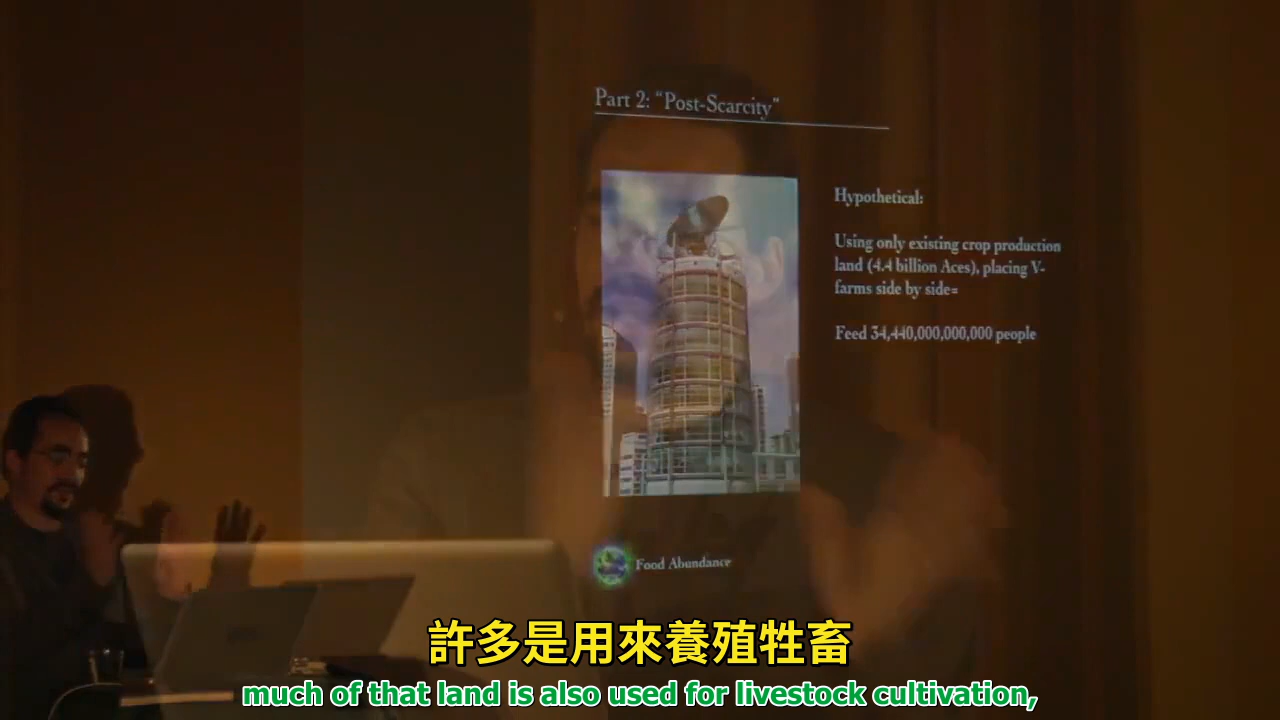 Part 2: "Post-Scarcity"
Hypothetical:
Using only existing crop production
land (4.4 billion Aces), placing V-
farms side by side=
Feed 34,440,000,000,000 people
Food Abundance
許多是用來養殖牲畜
much of that land is also used for livestock cultivation,